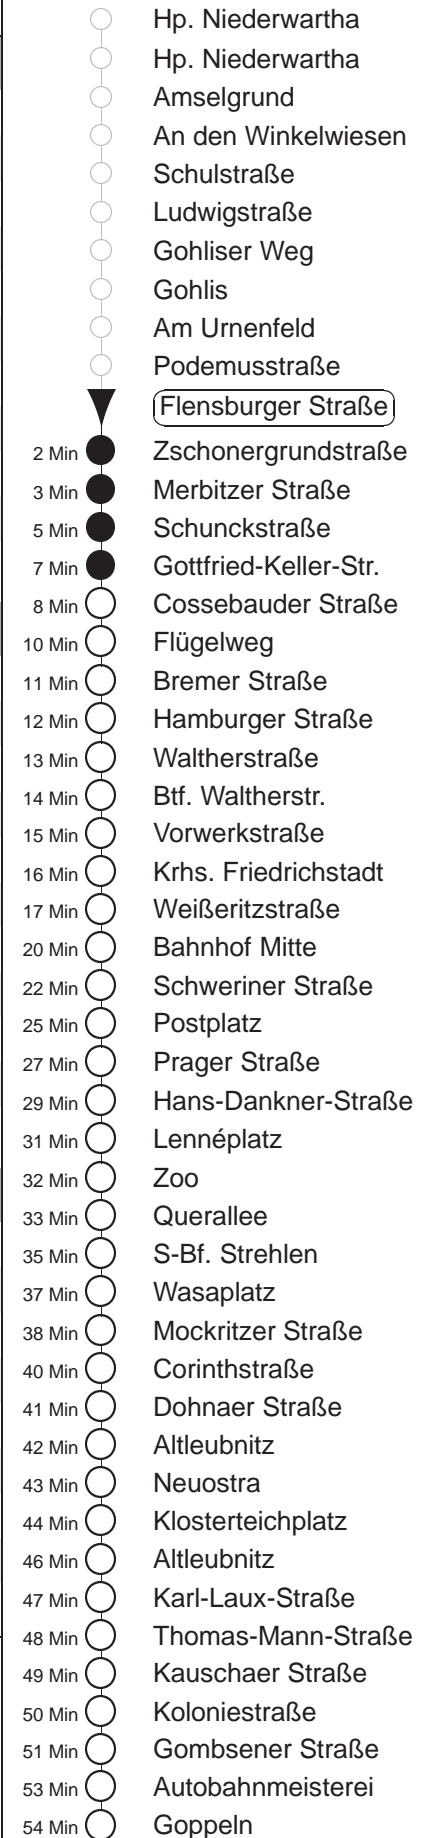 Hp. Niederwartha
Hp. Niederwartha
Amselgrund
An den Winkelwiesen
Schulstraße
Ludwigstraße
Gohliser Weg
Gohlis
Am Urnenfeld
Podemusstraße
Flensburger Straße
2 Min Zschonergrundstraße
3 Min Merbitzer Straße
5 Min Schunckstraße
7 Min Gottfried-Keller-Str.
8 Min Cossebauder Straße
10 Min Flügelweg
11 Min Bremer Straße
12 Min Hamburger Straße
13 Min Waltherstraße
14 Min Btf. Waltherstr.
15 Min Vorwerkstraße
16 Min Krhs. Friedrichstadt
17 Min Weißeritzstraße
20 Min Bahnhof Mitte
22 Min Schweriner Straße
25 Min Postplatz
27 Min Prager Straße
29 Min Hans-Dankner-Straße
31 Min Lennéplatz
32 Min Zoo
33 Min Querallee
35 Min S-Bf. Strehlen
37 Min Wasaplatz
38 Min Mockritzer Straße
40 Min Corinthstraße
41 Min Dohnaer Straße
42 Min Altleubnitz
43 Min Neuostra
44 Min Klosterteichplatz
46 Min Altleubnitz
47 Min Karl-Laux-Straße
48 Min Thomas-Mann-Straße
49 Min Kauschaer Straße
50 Min Koloniestraße
51 Min Gombsener Straße
53 Min Autobahnmeisterei
54 Min Goppeln